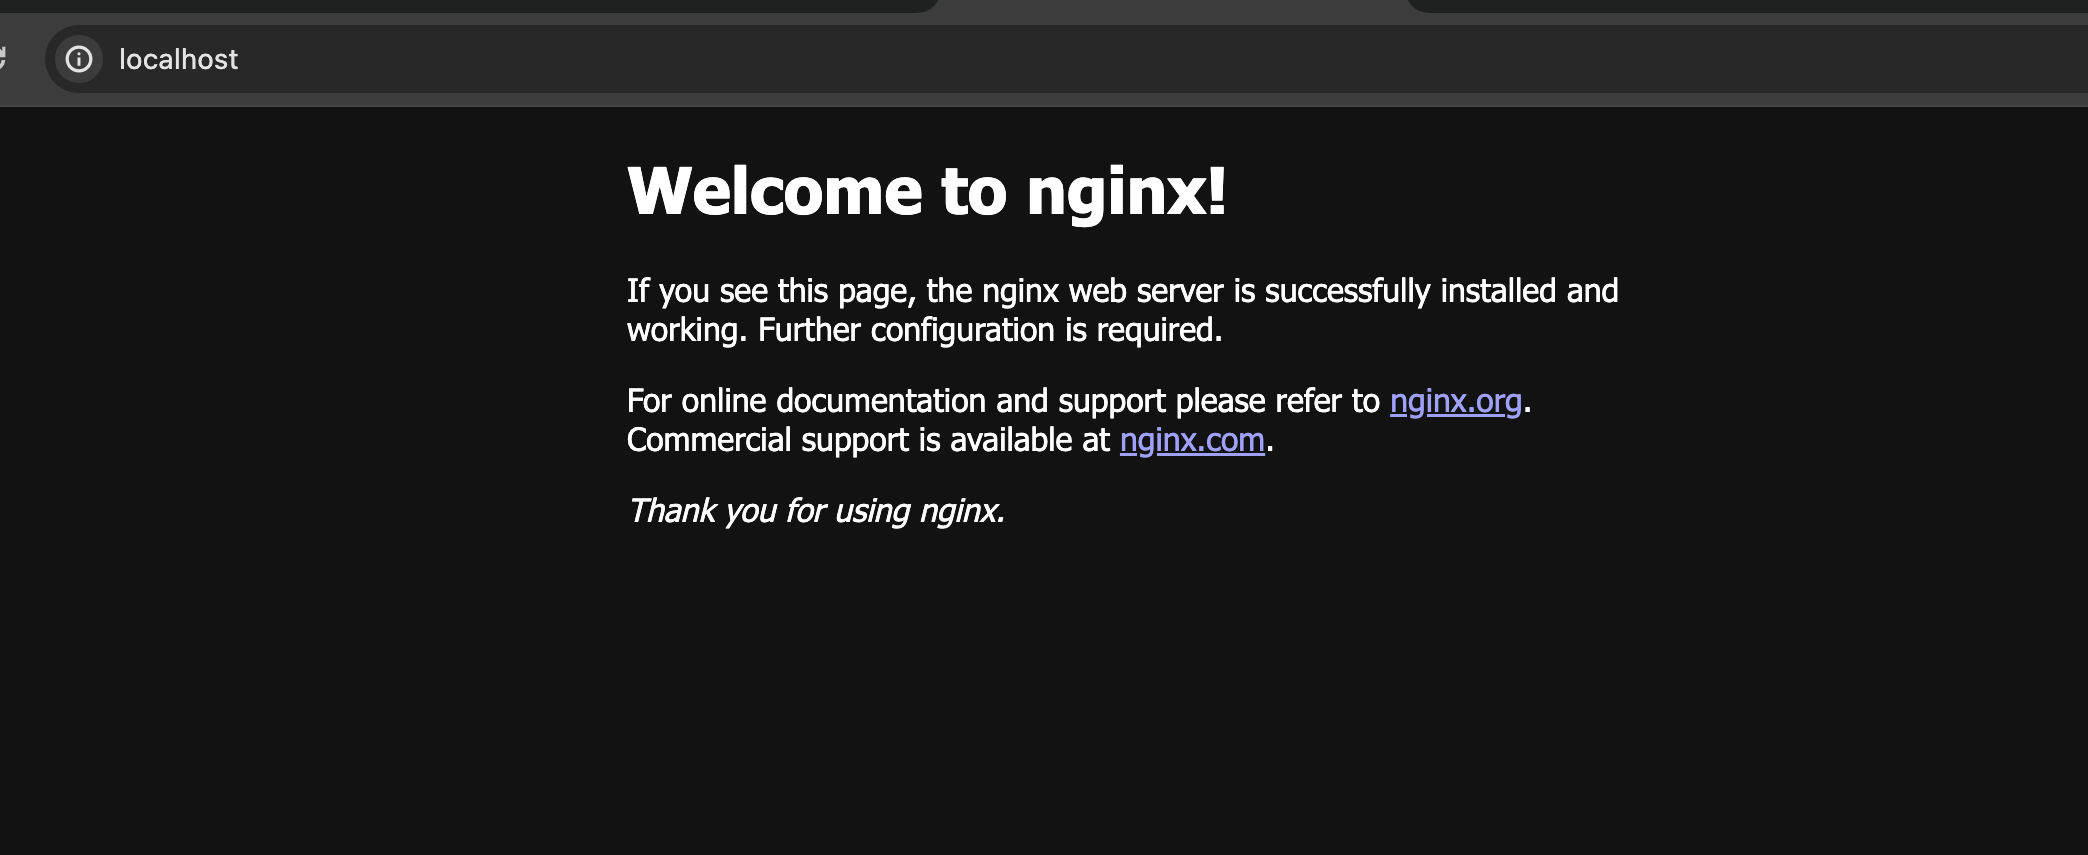 localhost
Welcome to nginx!
If you see this page, the nginx web server is successfully installed and
working. Further configuration is required.
For online documentation and support please refer to nginx.org.
Commercial support is available at nginx.com.
Thank you for using nginx.